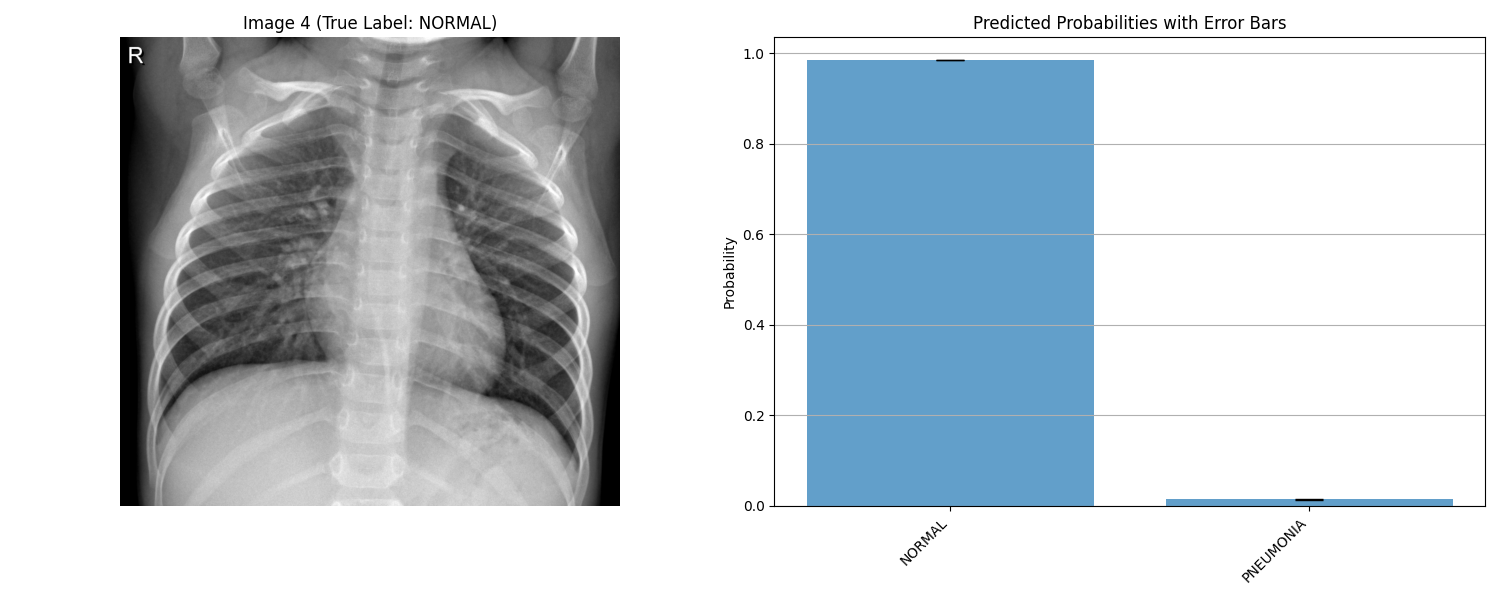 Image 4 (True Label: NORMAL)
R
Predicted Probabilities with Error Bars
Probability
1.0
0.8
0.6
0.4
0.2
0.0
NORMAL
PNEUMONIA